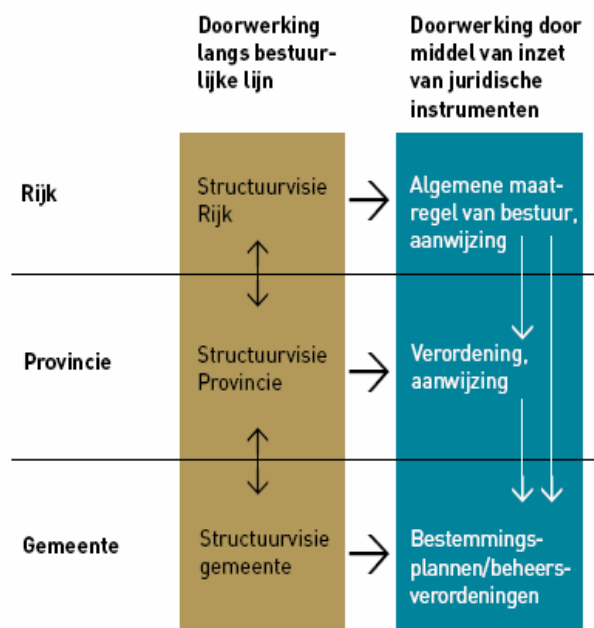 Doorwerking
langs bestuur-
lijke lijn
Doorwerking door
middel van inzet
van juridische
instrumenten
Rijk
Structuurvisie
Rijk
Algemene maat-
regel van bestuur,
aanwijzing
Provincie
Structuurvisie
Provincie
Verordening,
aanwijzing
Gemeente
Structuurvisie
gemeente
Bestemmings-
plannen/beheers-
verordeningen